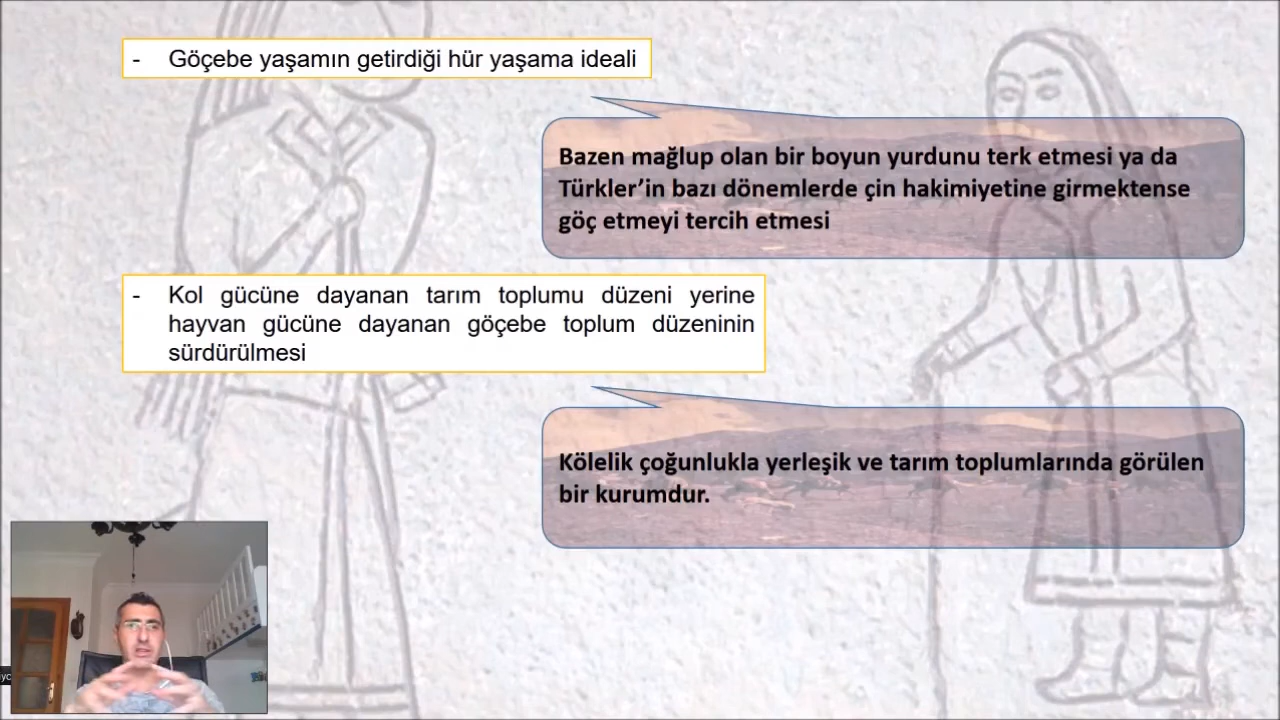 - Göçebe yaşamın getirdiği hür yaşama ideali
Bazen mağlup olan bir boyun yurdunu terk etmesi ya da
Türkler’in bazı dönemlerde çin hakimiyetine girmektense
göç etmeyi tercih etmesi
- Kol gücüne dayanan tarım toplumu düzeni yerine
hayvan gücüne dayanan göçebe toplum düzeninin
sürdürülmesi
Kölelik çoğunlukla yerleşik ve tarım toplumlarında görülen
bir kurumdur.